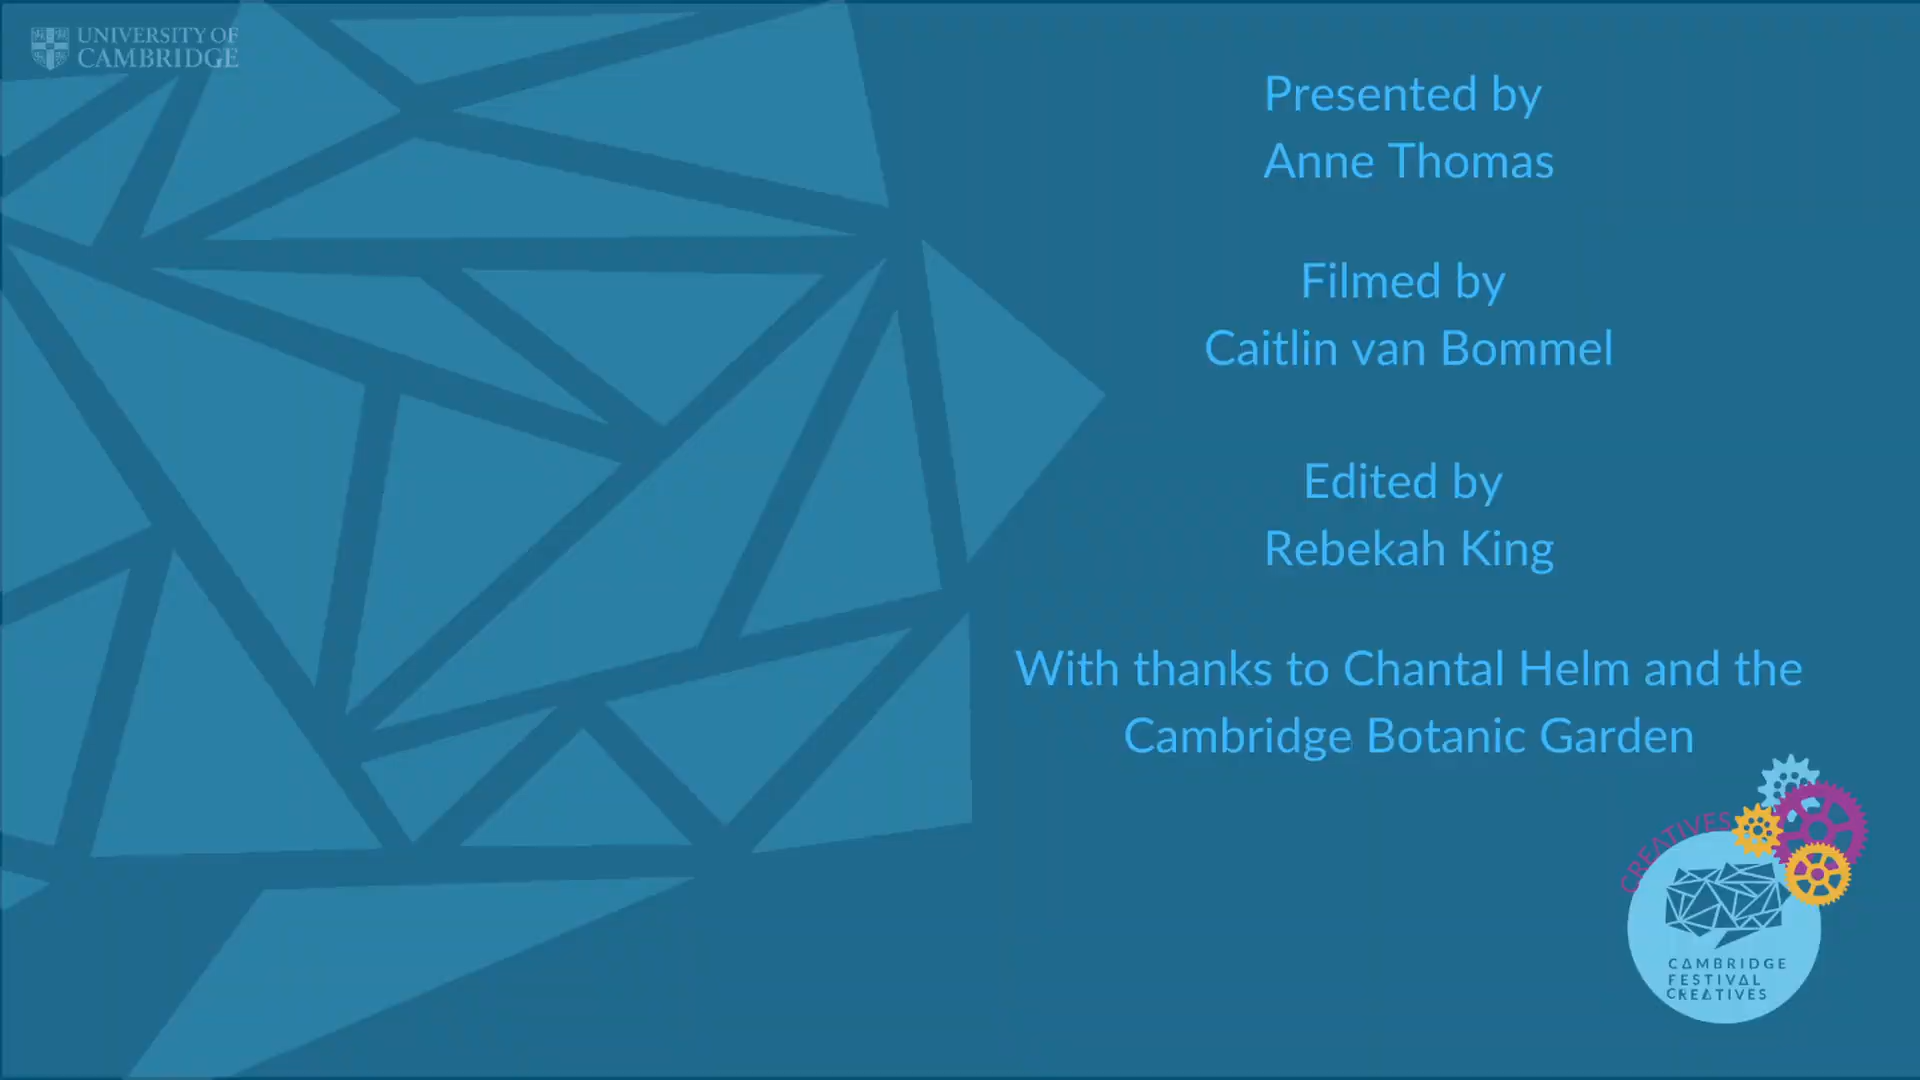 UNIVERSITY OF
CAMBRIDGE
Presented by
Anne Thomas
Filmed by
Caitlin van Bommel
Edited by
Rebekah King
With thanks to Chantal Helm and the
Cambridge Botanic Garden
CREATIVES
CAMBRIDGE
FESTIVAL
CREATIVES